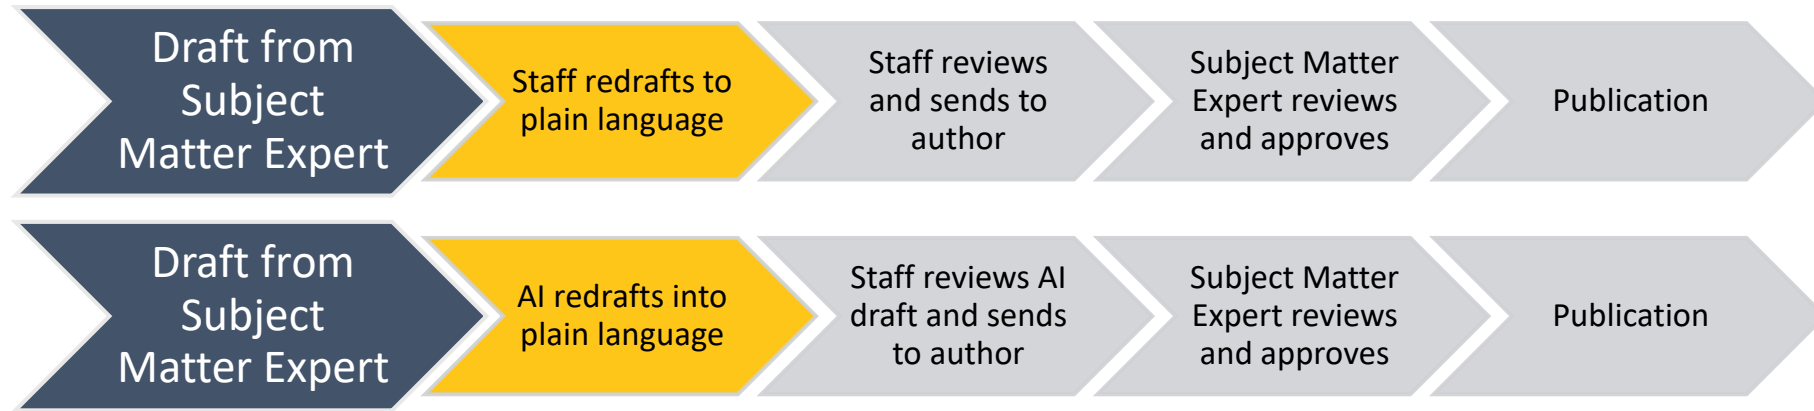 Draft from
Subject
Matter Expert
Staff redrafts to
plain language
Staff reviews
and sends to
author
Subject Matter
Expert reviews
and approves
Publication
Draft from
Subject
Matter Expert
AI redrafts into
plain language
Staff reviews AI
draft and sends
to author
Subject Matter
Expert reviews
and approves
Publication